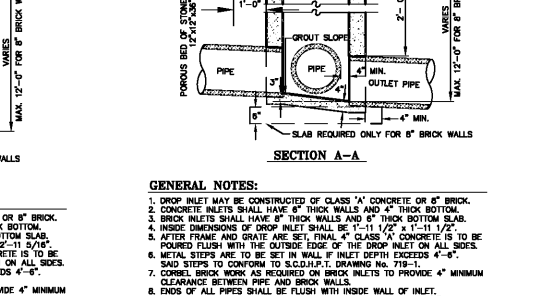 VARIES
MAX. 12'-0" FOR 8" BRICK W
POROUS BED OF STONE
12"x12"x36"
1'-0"
2'-0
VARIES
MAX. 12'-0" FOR 8" BR
GROUT SLOPE
PIPE
PIPE
4" MIN.
OUTLET PIPE
3"
4"
6"
4" MIN.
SLAB REQUIRED ONLY FOR 8" BRICK WALLS
WALLS
SECTION A-A
GENERAL NOTES:
1. DROP INLET MAY BE CONSTRUCTED OF CLASS 'A' CONCRETE OR 8" BRICK.
2. CONCRETE INLETS SHALL HAVE 6" THICK WALLS AND 4" THICK BOTTOM.
3. BRICK INLETS SHALL HAVE 8" THICK WALLS AND 6" THICK BOTTOM SLAB.
4. INSIDE DIMENSIONS OF DROP INLET SHALL BE 1'-11 1/2" x 1'-11 1/2".
5. AFTER FRAME AND GRATE ARE SET, FINAL 4" CLASS 'A' CONCRETE IS TO BE
POURED FLUSH WITH THE OUTSIDE EDGE OF THE DROP INLET ON ALL SIDES.
6. METAL STEPS ARE TO BE SET IN WALL IF INLET DEPTH EXCEEDS 4'-6".
SAID STEPS TO CONFORM TO S.C.D.H.P.T. DRAWING No. 719-1.
7. CORBEL BRICK WORK AS REQUIRED ON BRICK INLETS TO PROVIDE 4" MINIMUM
CLEARANCE BETWEEN PIPE AND BRICK WALLS.
8. ENDS OF ALL PIPES SHALL BE FLUSH WITH INSIDE WALL OF INLET.
OR 8" BRICK.
K BOTTOM.
OTTOM SLAB.
2'-11 5/16".
RETE IS TO BE
ON ALL SIDES.
DS 4'-6".
IDE 4" MINIMUM